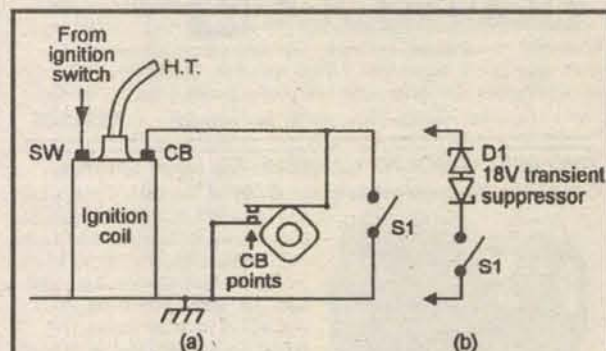 From
ignition
switch
H.T.
SW
CB
Ignition
coil
CB
points
S1
(a)
D1
18V transient
suppressor
S1
(b)